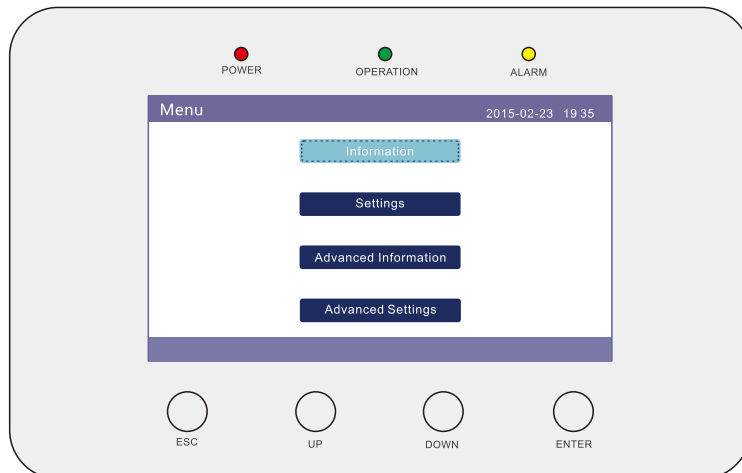 POWER OPERATION ALARM
Menu 2015-02-23 19 35
Information
Settings
Advanced Information
Advanced Settings
ESC UP DOWN ENTER